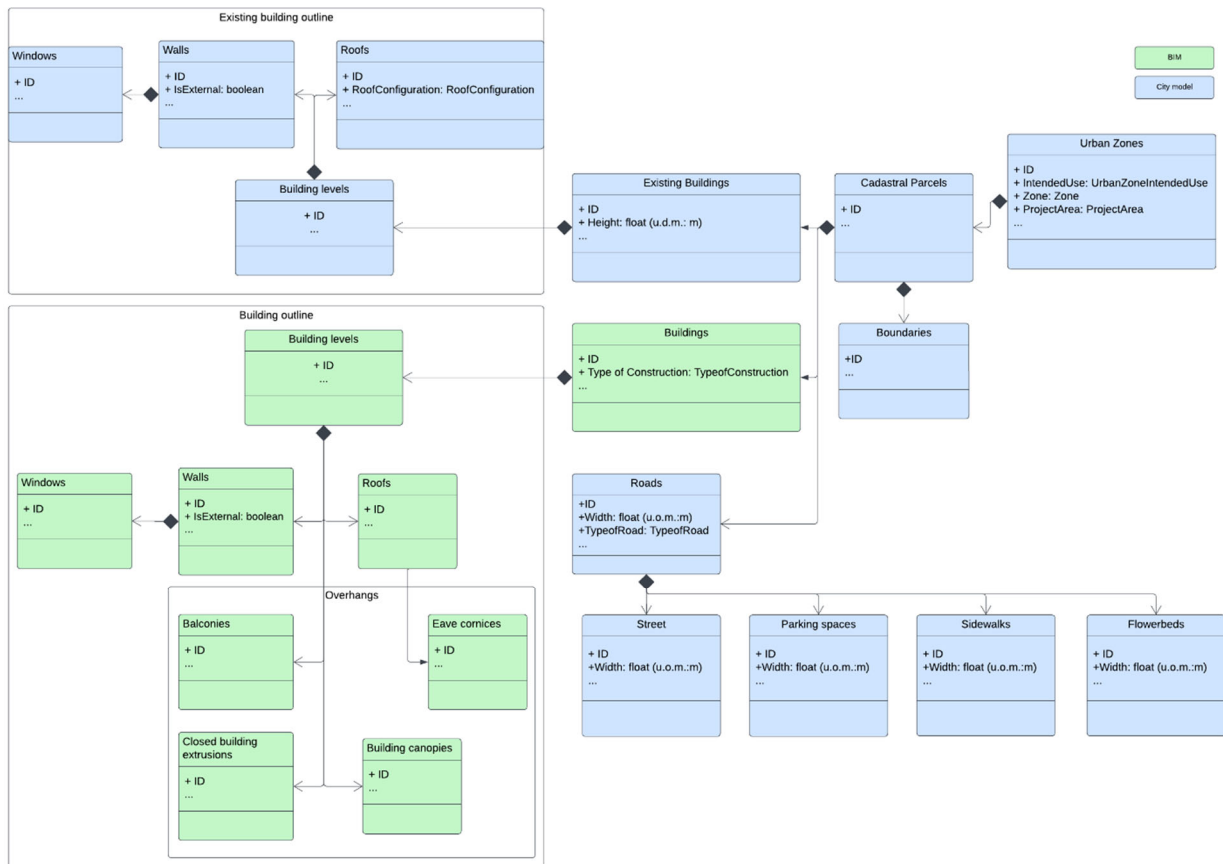 Existing building outline
Windows
+ ID
...
Walls
+ ID
+ IsExternal: boolean
...
Roofs
+ ID
+ RoofConfiguration: RoofConfiguration
...
Building levels
+ ID
...
Existing Buildings
+ ID
+ Height: float (u.d.m.: m)
...
Cadastral Parcels
+ ID
...
Urban Zones
+ ID
+ IntendedUse: UrbanZoneIntendedUse
+ Zone: Zone
+ ProjectArea: ProjectArea
...
BIM
City model
Building outline
Building levels
+ ID
...
Buildings
+ ID
+ Type of Construction: TypeofConstruction
...
Boundaries
+ID
...
Windows
+ ID
...
Walls
+ ID
+ IsExternal: boolean
...
Roofs
+ ID
...
Overhangs
Balconies
+ ID
...
Eave cornices
+ ID
...
Closed building
extrusions
+ ID
...
Building canopies
+ ID
...
Roads
+ID
+Width: float (u.o.m.:m)
+TypeofRoad: TypeofRoad
...
Street
+ ID
+Width: float (u.o.m.:m)
...
Parking spaces
+ ID
+Width: float (u.o.m.:m)
...
Sidewalks
+ ID
+Width: float (u.o.m.:m)
...
Flowerbeds
+ ID
+Width: float (u.o.m.:m)
...